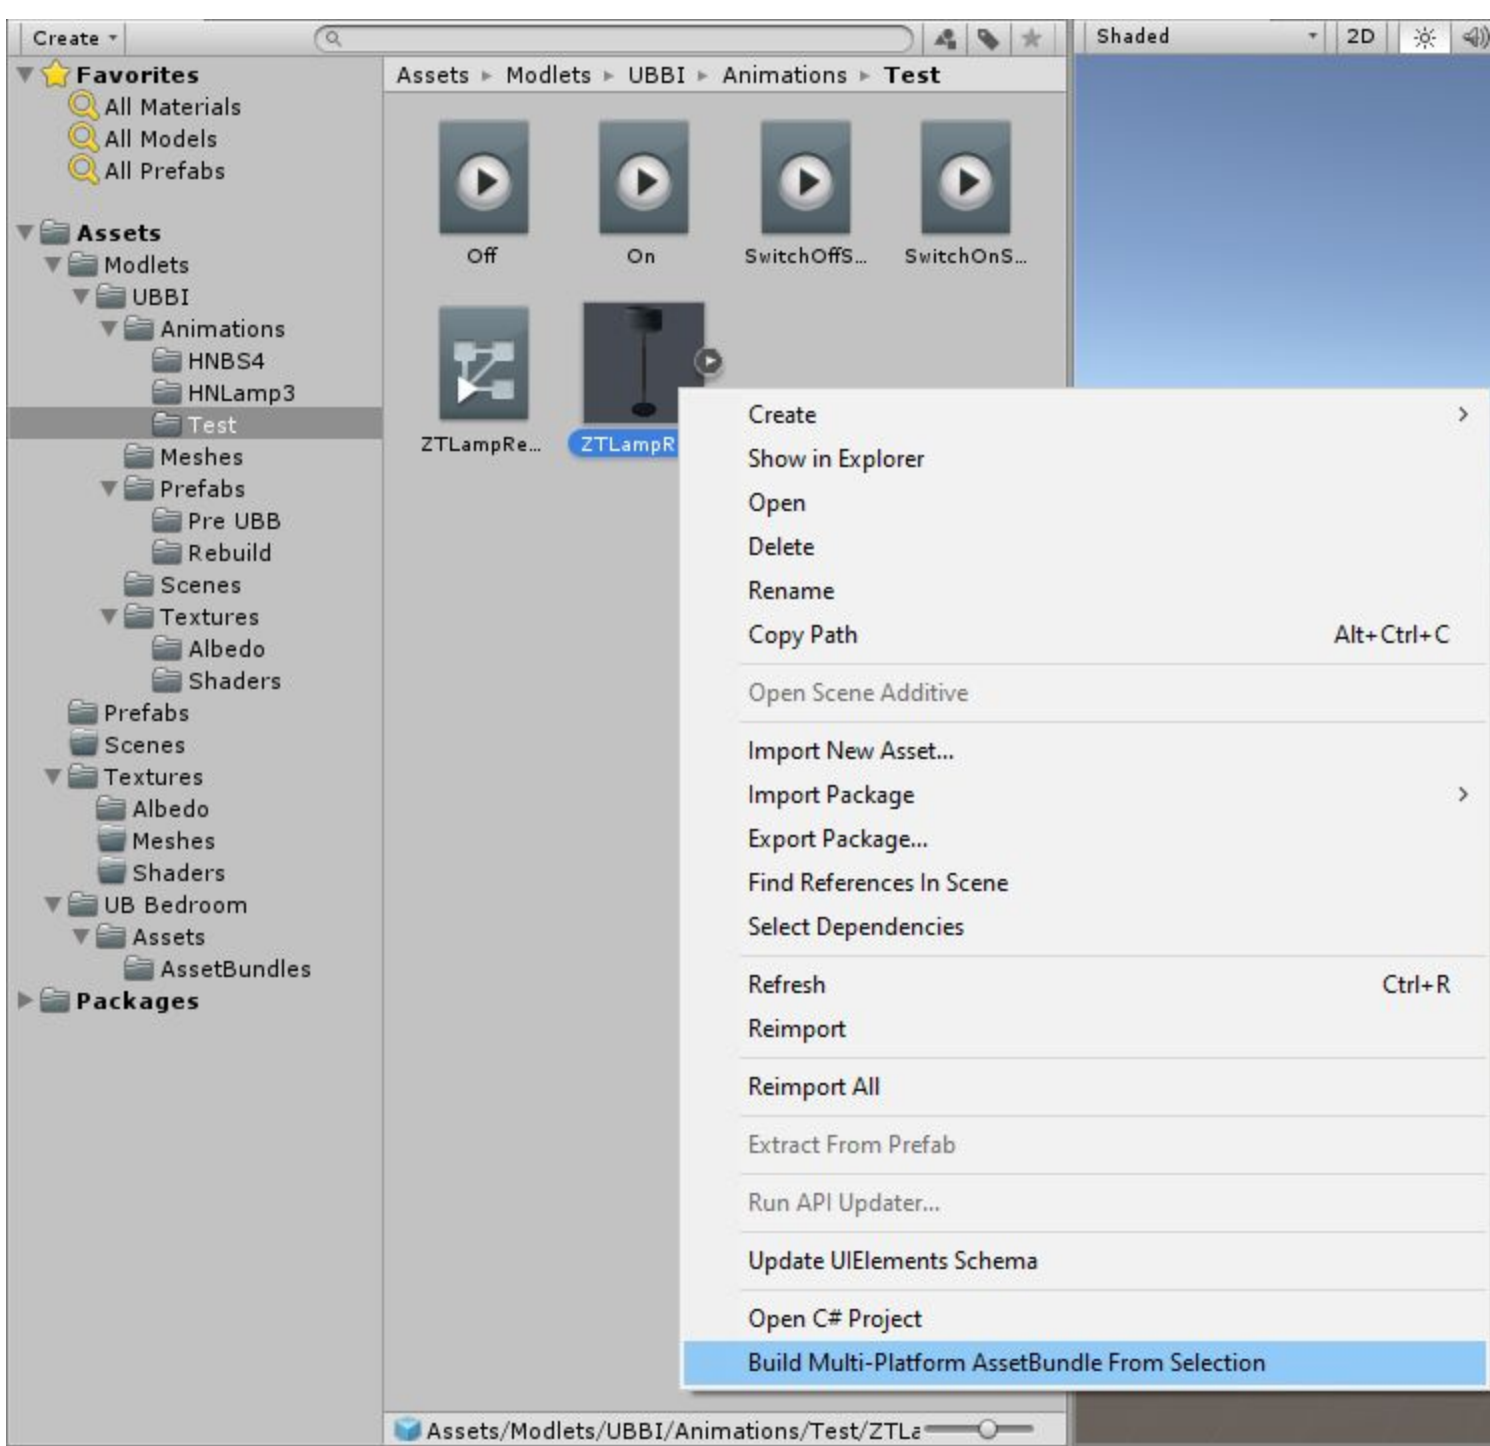 Create
Shaded
2D
Favorites
All Materials
All Models
All Prefabs
Assets
Modlets
UBBI
Animations
HNBS4
HNLamp3
Test
Meshes
Prefabs
Pre UBB
Rebuild
Scenes
Textures
Albedo
Shaders
Prefabs
Scenes
Textures
Albedo
Meshes
Shaders
UB Bedroom
Assets
AssetBundles
Packages
Assets Modlets UBBI Animations Test
Off On SwitchOffS... SwitchOnS...
ZTLampRe... ZTLampR
Create
Show in Explorer
Open
Delete
Rename
Copy Path Alt+Ctrl+C
Open Scene Additive
Import New Asset...
Import Package
Export Package...
Find References In Scene
Select Dependencies
Refresh Ctrl+R
Reimport
Reimport All
Extract From Prefab
Run API Updater...
Update UIElements Schema
Open C# Project
Build Multi-Platform AssetBundle From Selection
Assets/Modlets/UBBI/Animations/Test/ZTLa